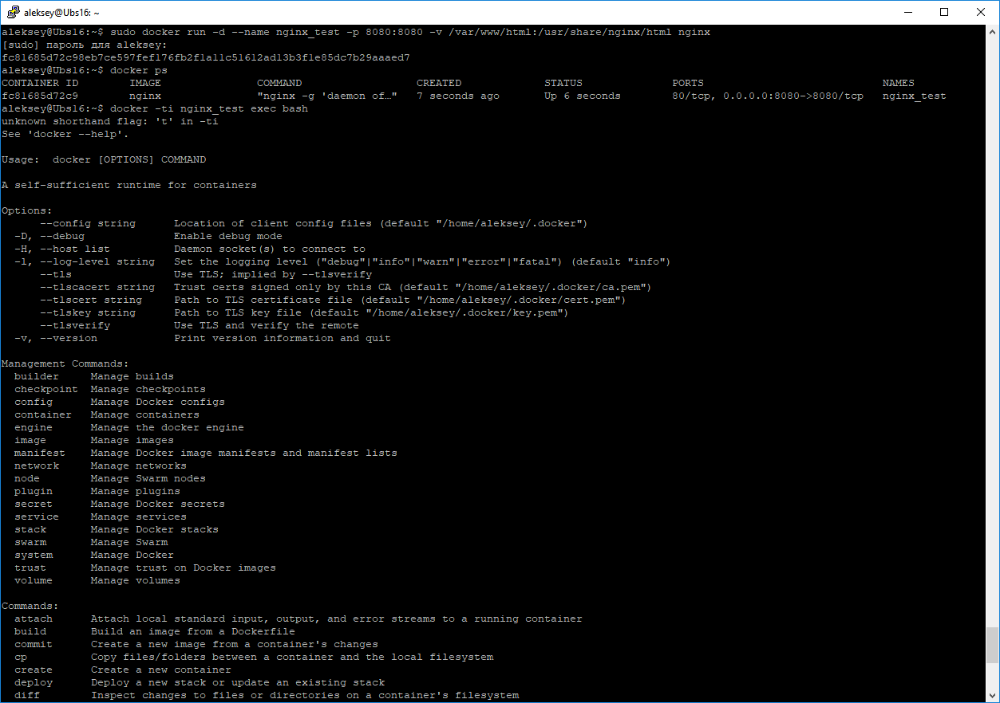 aleksey@Ubs16: ~
aleksey@Ubs16:~$ sudo docker run -d --name nginx_test -p 8080:8080 -v /var/www/html:/usr/share/nginx/html nginx
[sudo] пароль для aleksey:
fc81685d72c98eb7ce597fef176fb2f1a11c51612ad13b3f1e85dc7b29aaaed7
aleksey@Ubs16:~$ docker ps
CONTAINER ID        IMAGE               COMMAND                  CREATED             STATUS              PORTS                            NAMES
fc81685d72c9        nginx               "nginx -g 'daemon of…"   7 seconds ago       Up 6 seconds        80/tcp, 0.0.0.0:8080->8080/tcp   nginx_test
aleksey@Ubs16:~$ docker -ti nginx_test exec bash
unknown shorthand flag: 't' in -ti
See 'docker --help'.
Usage:  docker [OPTIONS] COMMAND
A self-sufficient runtime for containers
Options:
      --config string      Location of client config files (default "/home/aleksey/.docker")
  -D, --debug              Enable debug mode
  -H, --host list          Daemon socket(s) to connect to
  -l, --log-level string   Set the logging level ("debug"|"info"|"warn"|"error"|"fatal") (default "info")
      --tls                Use TLS; implied by --tlsverify
      --tlscacert string   Trust certs signed only by this CA (default "/home/aleksey/.docker/ca.pem")
      --tlscert string     Path to TLS certificate file (default "/home/aleksey/.docker/cert.pem")
      --tlskey string      Path to TLS key file (default "/home/aleksey/.docker/key.pem")
      --tlsverify          Use TLS and verify the remote
  -v, --version            Print version information and quit
Management Commands:
  builder     Manage builds
  checkpoint  Manage checkpoints
  config      Manage Docker configs
  container   Manage containers
  engine      Manage the docker engine
  image       Manage images
  manifest    Manage Docker image manifests and manifest lists
  network     Manage networks
  node        Manage Swarm nodes
  plugin      Manage plugins
  secret      Manage Docker secrets
  service     Manage services
  stack       Manage Docker stacks
  swarm       Manage Swarm
  system      Manage Docker
  trust       Manage trust on Docker images
  volume      Manage volumes
Commands:
  attach      Attach local standard input, output, and error streams to a running container
  build       Build an image from a Dockerfile
  commit      Create a new image from a container's changes
  cp          Copy files/folders between a container and the local filesystem
  create      Create a new container
  deploy      Deploy a new stack or update an existing stack
  diff        Inspect changes to files or directories on a container's filesystem